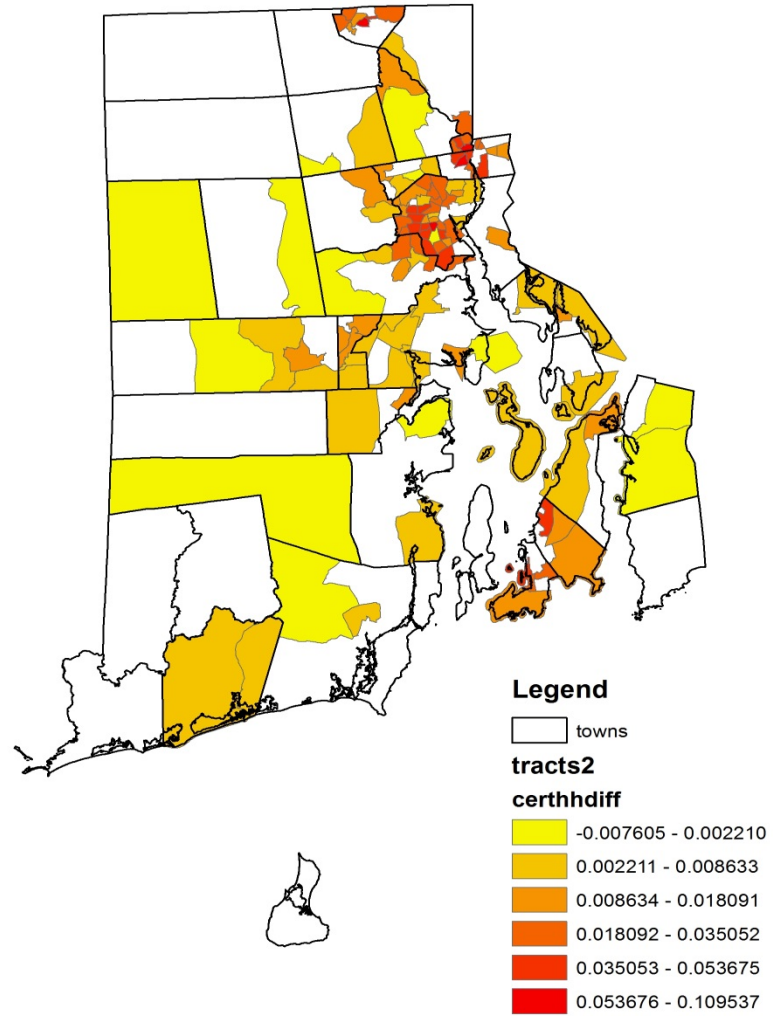 Legend
towns
tracts2
certhhdiff
-0.007605 - 0.002210
0.002211 - 0.008633
0.008634 - 0.018091
0.018092 - 0.035052
0.035053 - 0.053675
0.053676 - 0.109537